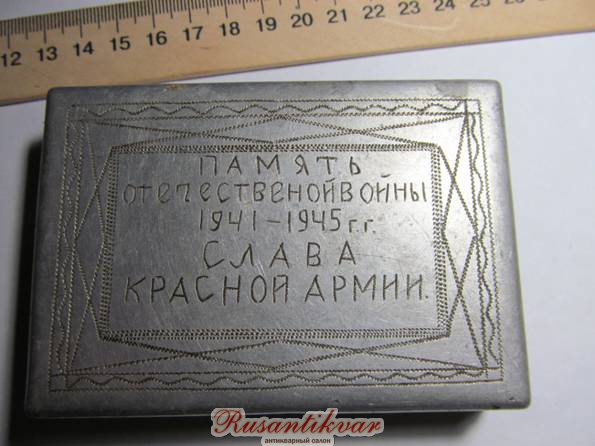 12 13 14 15 16 17 18 19 20 21 22 23 24 25 26
ПАМЯТЬ
ОТЕЧЕСТВЕНОЙ ВОЙНЫ
1941-1945 г.г.
СЛАВА
КРАСНОЙ АРМИИ.
Rusantikvar
антикварный салон